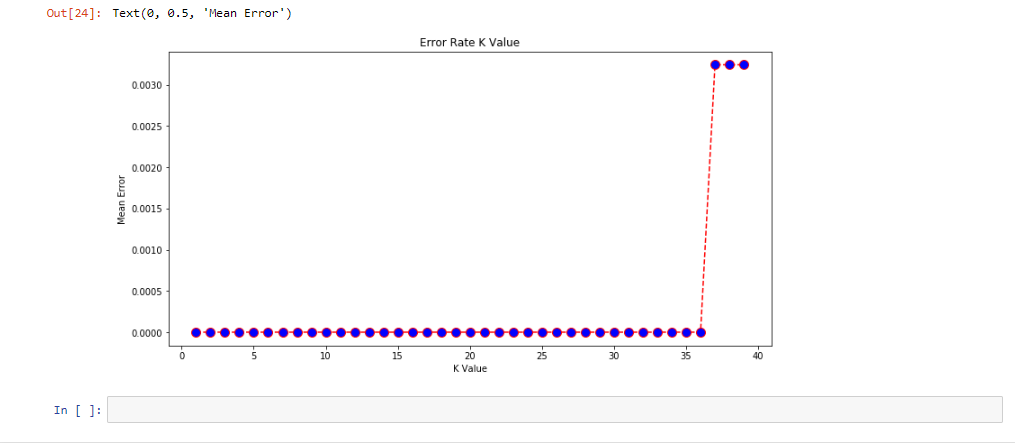 Out[24]: Text(0, 0.5, 'Mean Error')
Error Rate K Value
0.0030
0.0025
0.0020
0.0015
0.0010
0.0005
0.0000
Mean Error
0 5 10 15 20 25 30 35 40
K Value
In [ ]: